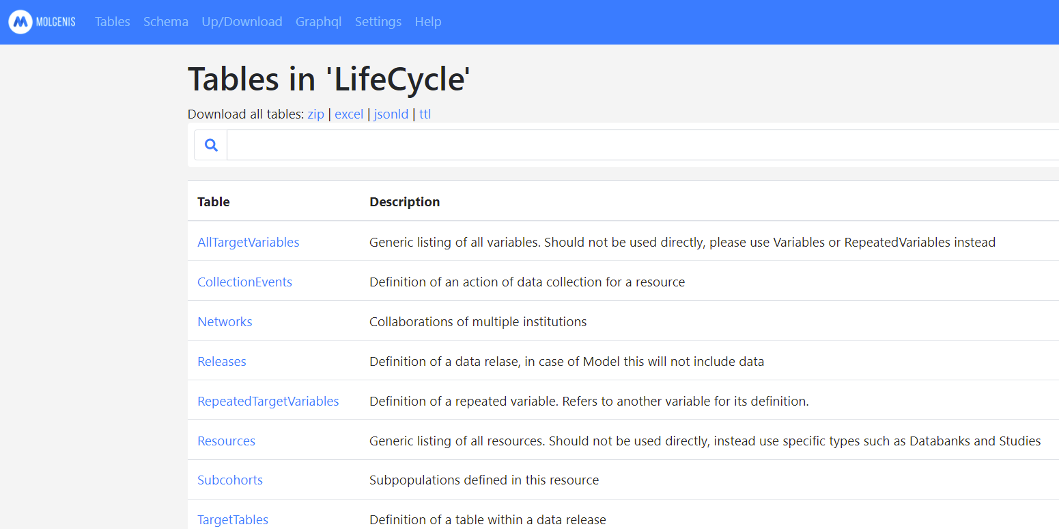 MOLGENIS Tables Schema Up/Download Graphql Settings Help
Tables in 'LifeCycle'
Download all tables: zip | excel | jsonld | ttl
Table Description
AllTargetVariables Generic listing of all variables. Should not be used directly, please use Variables or RepeatedVariables instead
CollectionEvents Definition of an action of data collection for a resource
Networks Collaborations of multiple institutions
Releases Definition of a data relase, in case of Model this will not include data
RepeatedTargetVariables Definition of a repeated variable. Refers to another variable for its definition.
Resources Generic listing of all resources. Should not be used directly, instead use specific types such as Databanks and Studies
Subcohorts Subpopulations defined in this resource
TargetTables Definition of a table within a data release